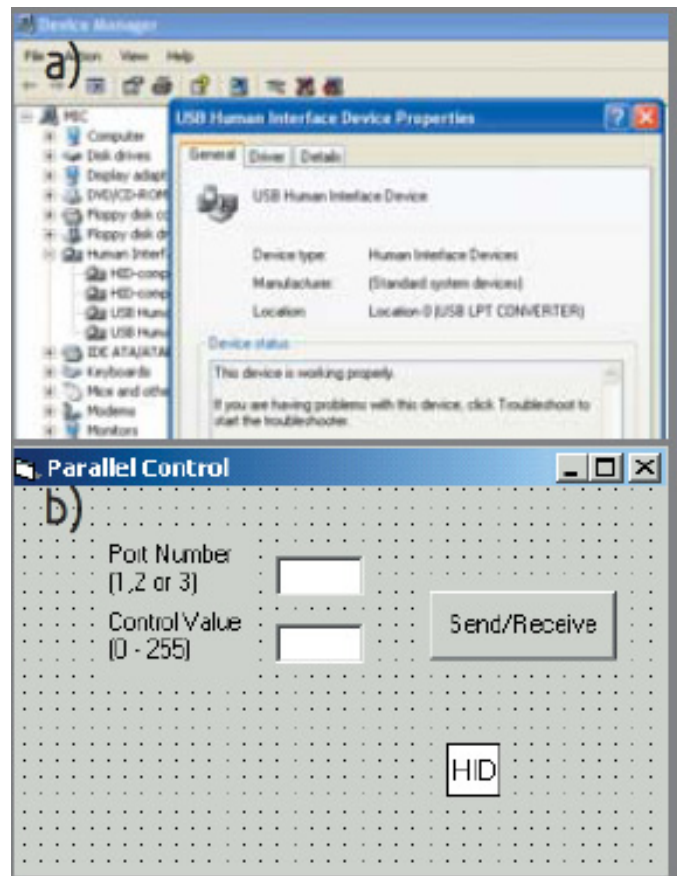 Device Manager
a)
File Action View Help
MIC
Computer
Disk drives
Display adapt
DVD/CD-ROM
Floppy disk co
Floppy disk dr
Human Interf
HID-comp
HID-comp
USB Huma
USB Huma
IDE ATA/ATAP
Keyboards
Mice and othe
Modems
Monitors
USB Human Interface Device Properties
General Driver Details
USB Human Interface Device
Device type: Human Interface Devices
Manufacturer: (Standard system devices)
Location: Location 0 (USB LPT CONVERTER)
Device status
This device is working properly.
If you are having problems with this device, click Troubleshoot to
start the troubleshooter.
Parallel Control
b)
Port Number
(1,2 or 3)
Control Value
(0 - 255)
Send/Receive
HID